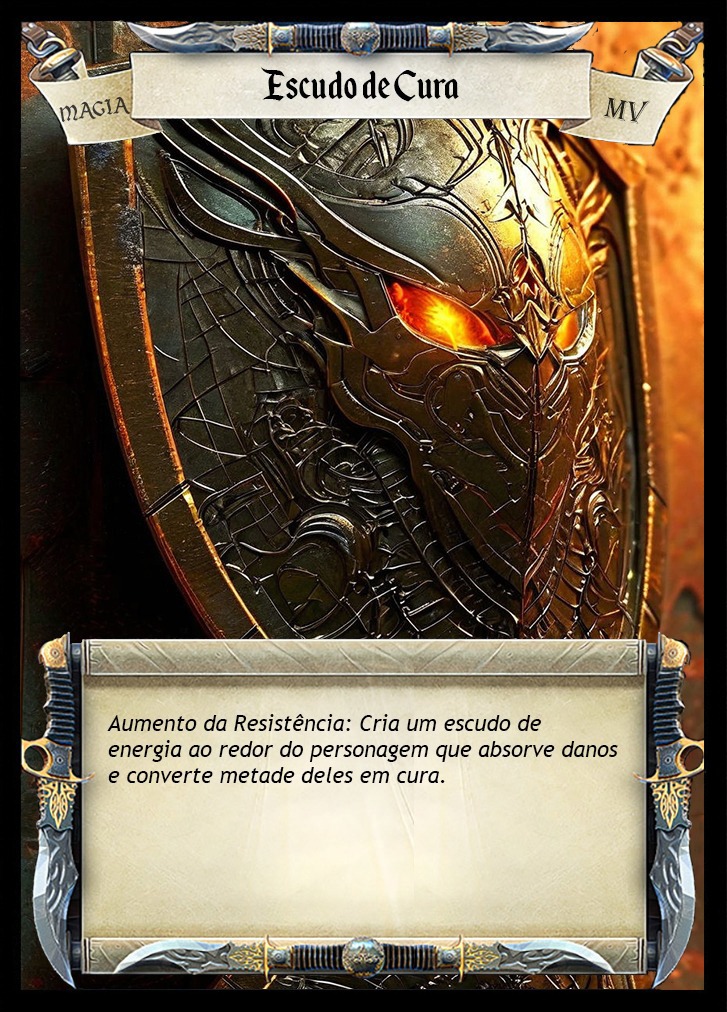 MAGIA
Escudo de Cura
MV
Aumento da Resistência: Cria um escudo de
energia ao redor do personagem que absorve danos
e converte metade deles em cura.